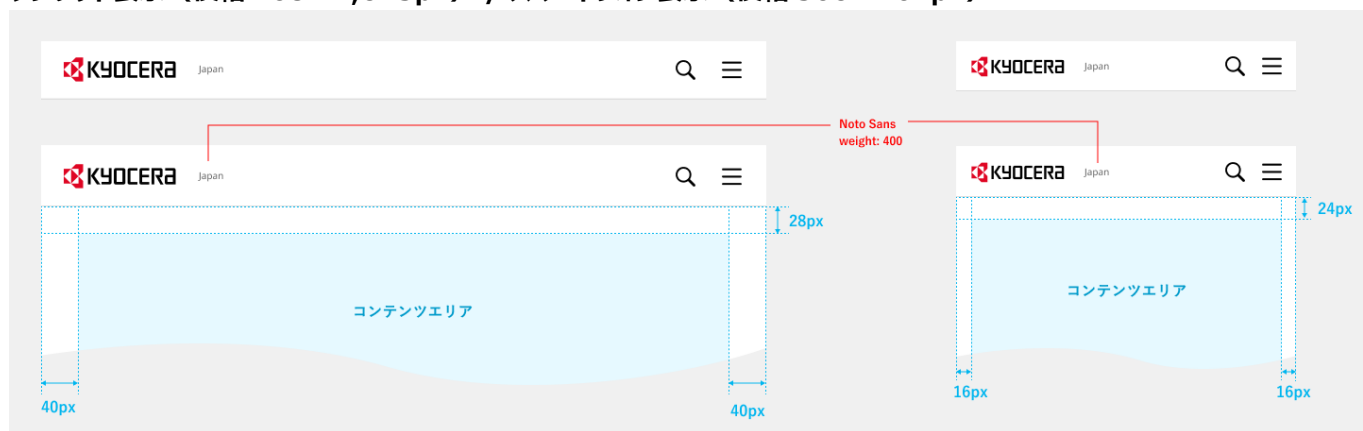 KYOCERA Japan
KYOCERA Japan
Noto Sans
weight: 400
KYOCERA Japan
KYOCERA Japan
28px
24px
コンテンツエリア
コンテンツエリア
40px
40px
16px
16px